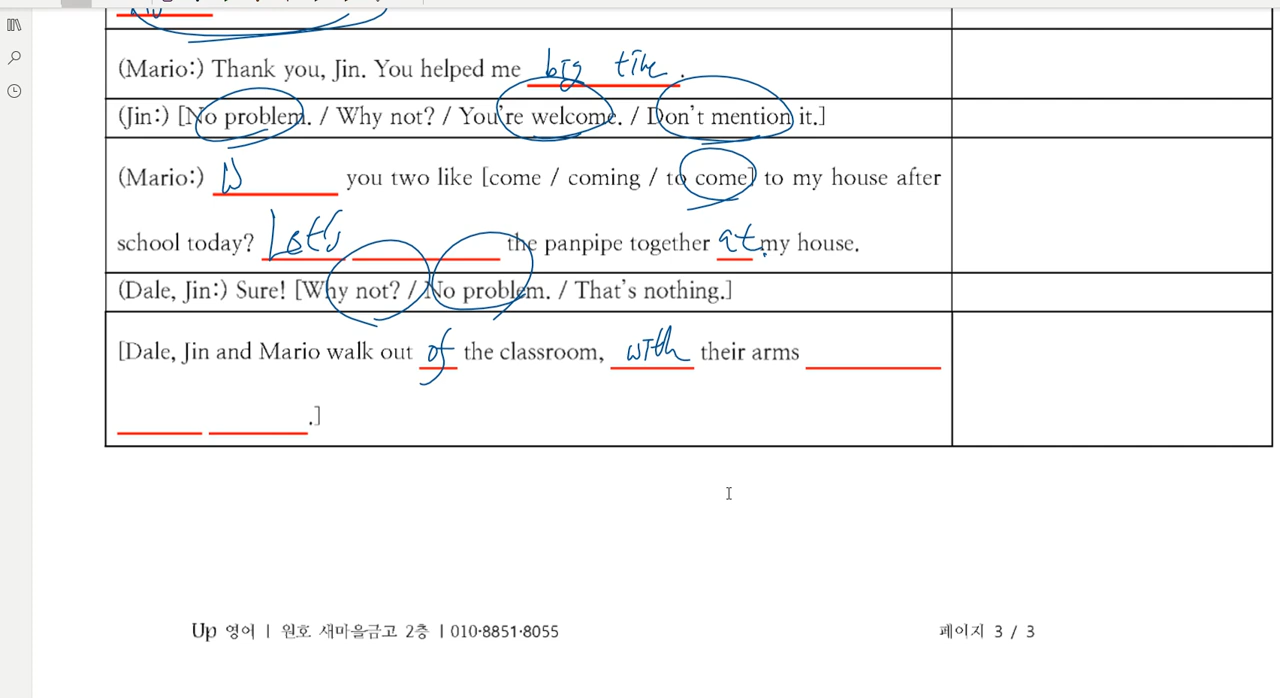 (Mario:) Thank you, Jin. You helped me big time.
(Jin:) [No problem. / Why not? / You're welcome. / Don't mention it.]
(Mario:) you two like [come / coming / to come] to my house after
school today? Let's the panpipe together at my house.
(Dale, Jin:) Sure! [Why not? / No problem. / That's nothing.]
[Dale, Jin and Mario walk out of the classroom, with their arms
.]
Up 영어 | 원호 새마을금고 2층 | 010-8851-8055
페이지 3 / 3